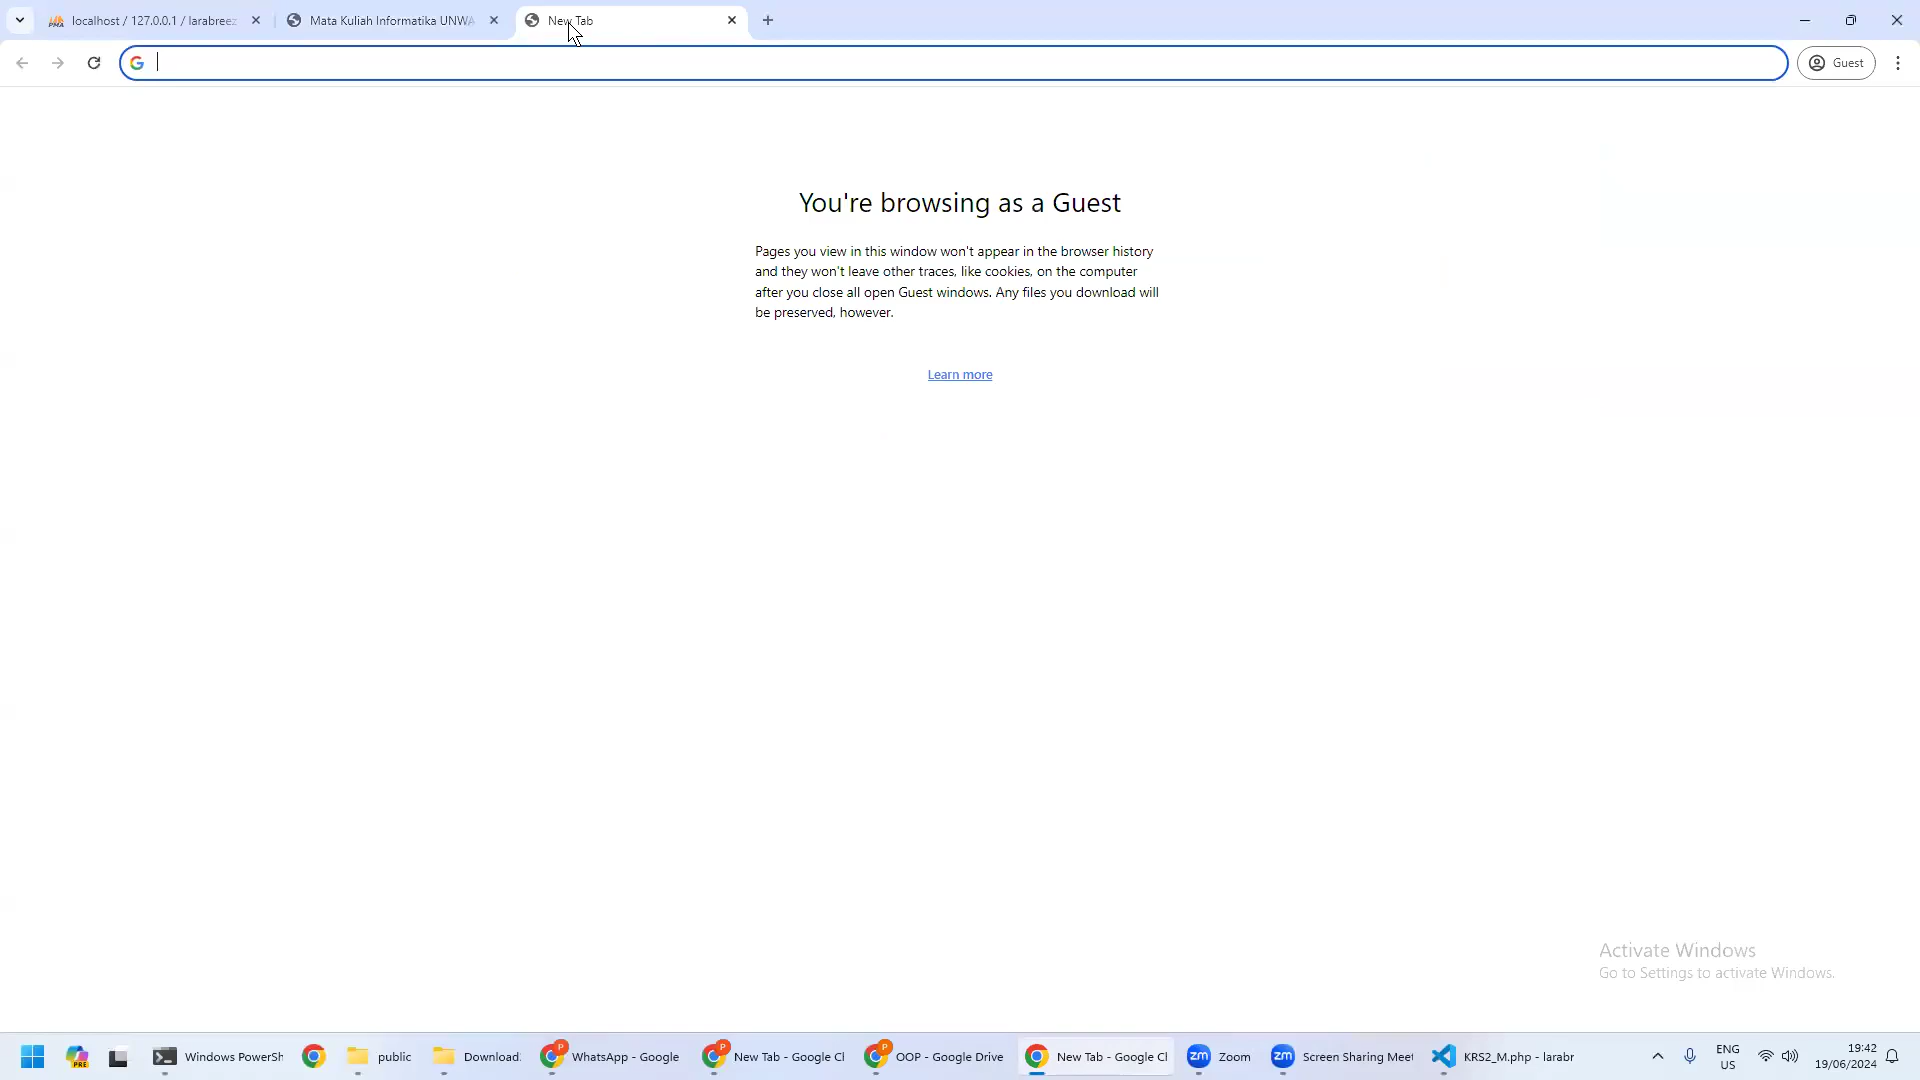 localhost / 127.0.0.1 / larabreez
Mata Kuliah Informatika UNWA
New Tab
Guest
You're browsing as a Guest
Pages you view in this window won't appear in the browser history
and they won't leave other traces, like cookies, on the computer
after you close all open Guest windows. Any files you download will
be preserved, however.
Learn more
Activate Windows
Go to Settings to activate Windows.
Windows PowerSh
public
Download
WhatsApp - Google
New Tab - Google Cl
OOP - Google Drive
New Tab - Google Cl
Zoom
Screen Sharing Meet
KRS2_M.php - larabr
ENG
US
19:42
19/06/2024